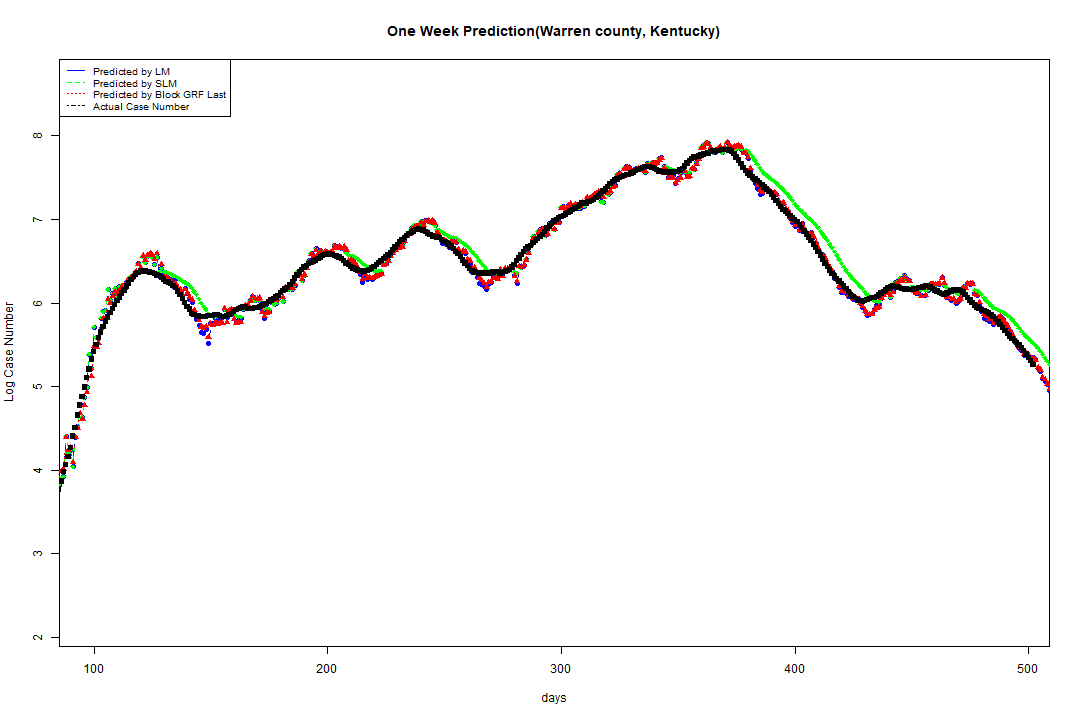 One Week Prediction(Warren county, Kentucky)
Predicted by LM
Predicted by SLM
Predicted by Block GRF Last
Actual Case Number
8
7
6
5
4
3
2
Log Case Number
100 200 300 400 500
days